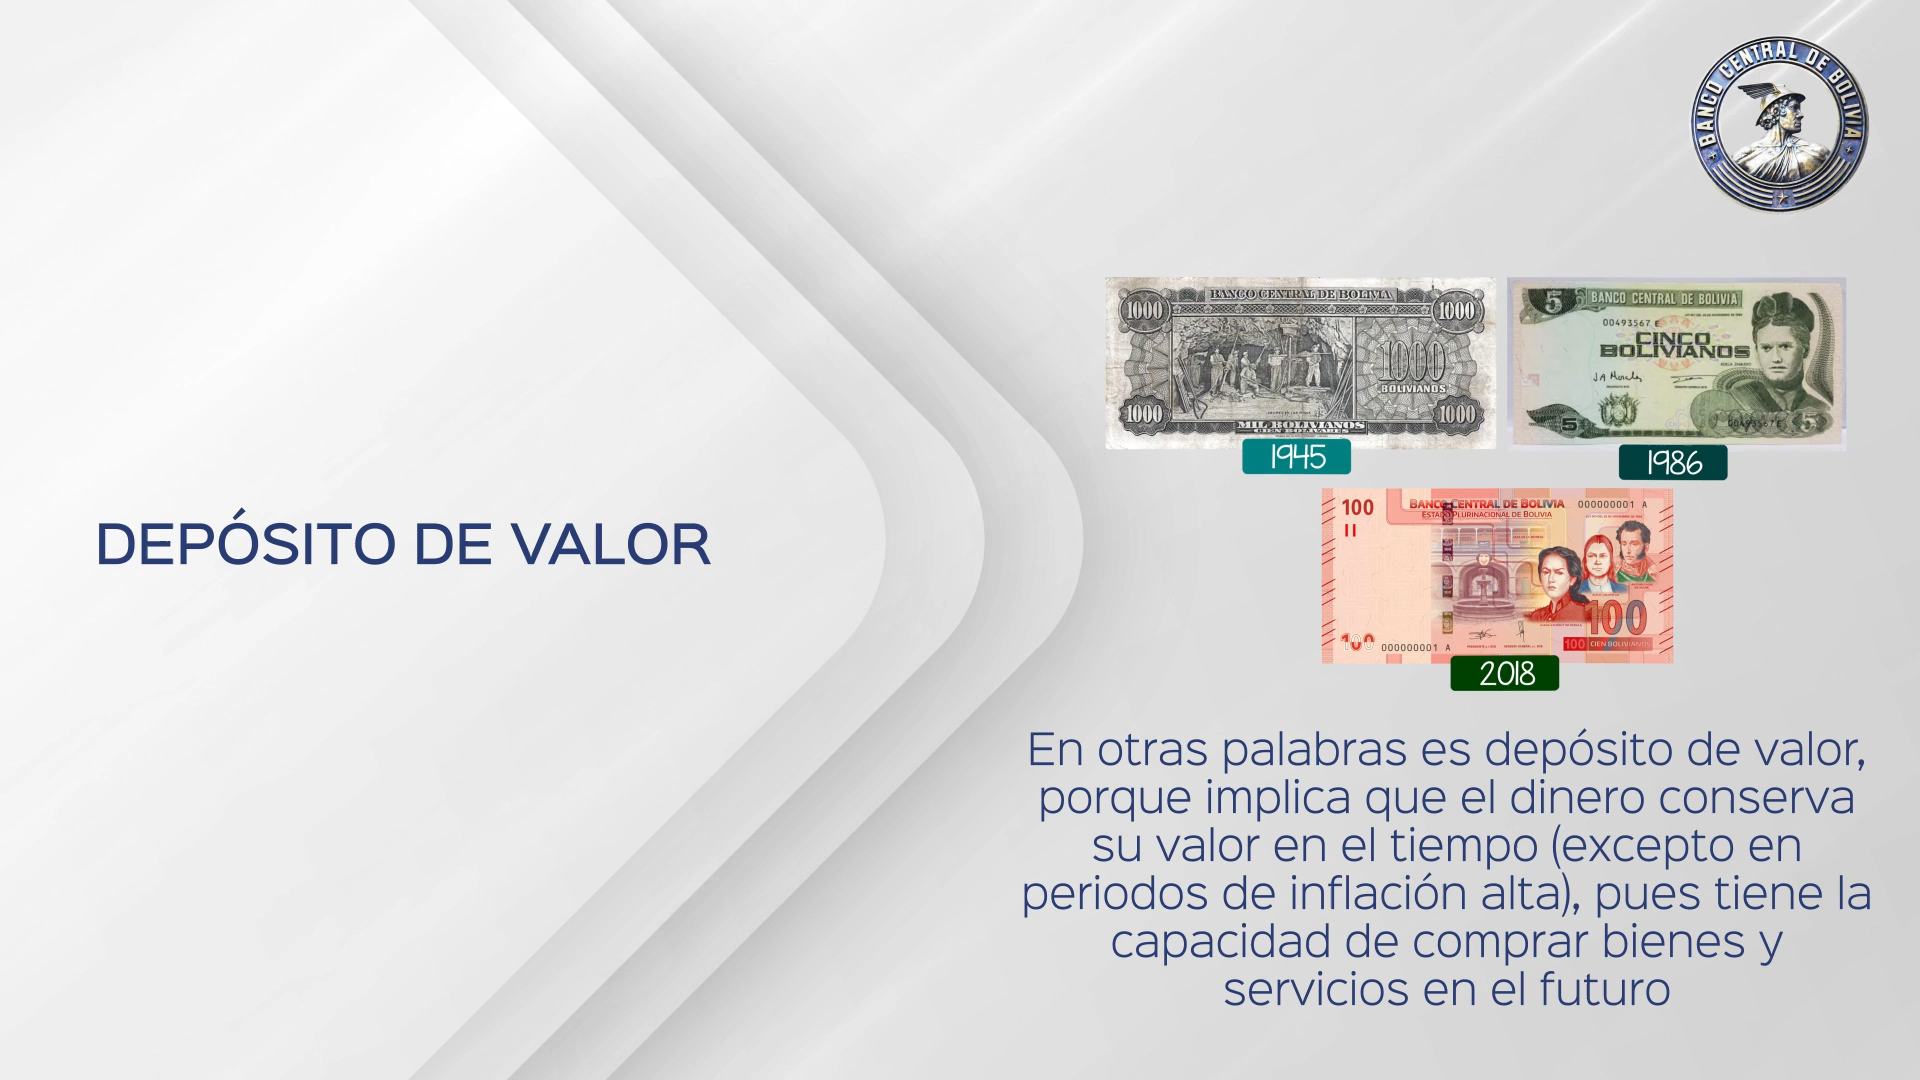 BANCO CENTRAL DE BOLIVIA
BANCO CENTRAL DE BOLIVIA
1000
1000
1000
BOLIVIANOS
1000
1000
MIL BOLIVIANOS
1945
5
BANCO CENTRAL DE BOLIVIA
00493567 E
CINCO
BOLIVIANOS
5
00493567 E
5
1986
100
BANCO CENTRAL DE BOLIVIA
000000001 A
ESTADO PLURINACIONAL DE BOLIVIA
100
100
000000001 A
100 CIEN BOLIVIANOS
2018
DEPÓSITO DE VALOR
En otras palabras es depósito de valor,
porque implica que el dinero conserva
su valor en el tiempo (excepto en
periodos de inflación alta), pues tiene la
capacidad de comprar bienes y
servicios en el futuro